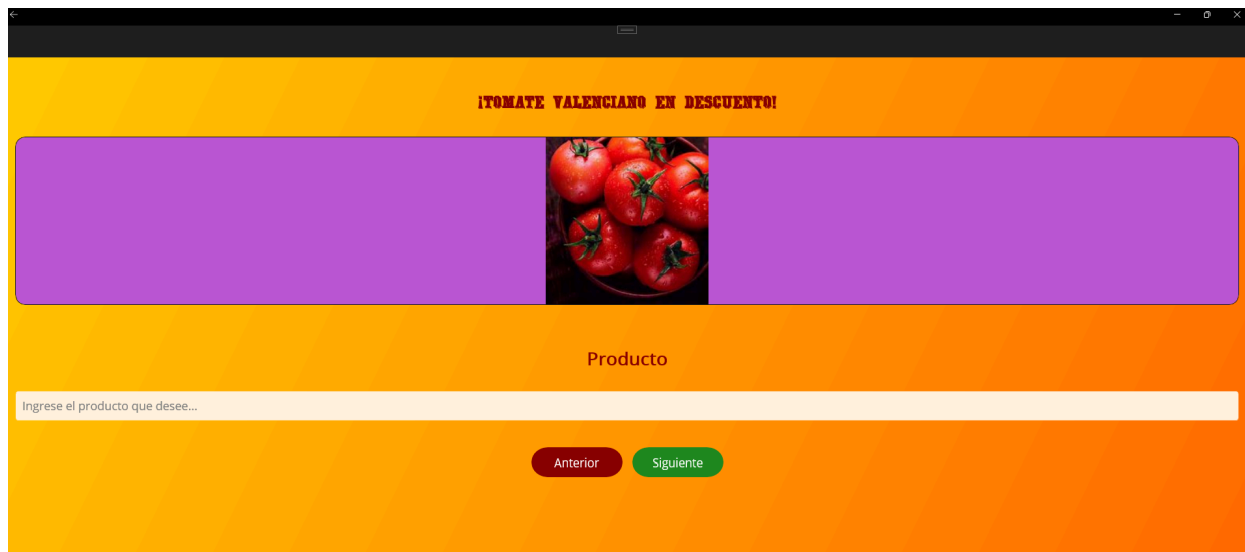 ¡TOMATE VALENCIANO EN DESCUENTO!
Producto
Ingrese el producto que desee...
Anterior
Siguiente